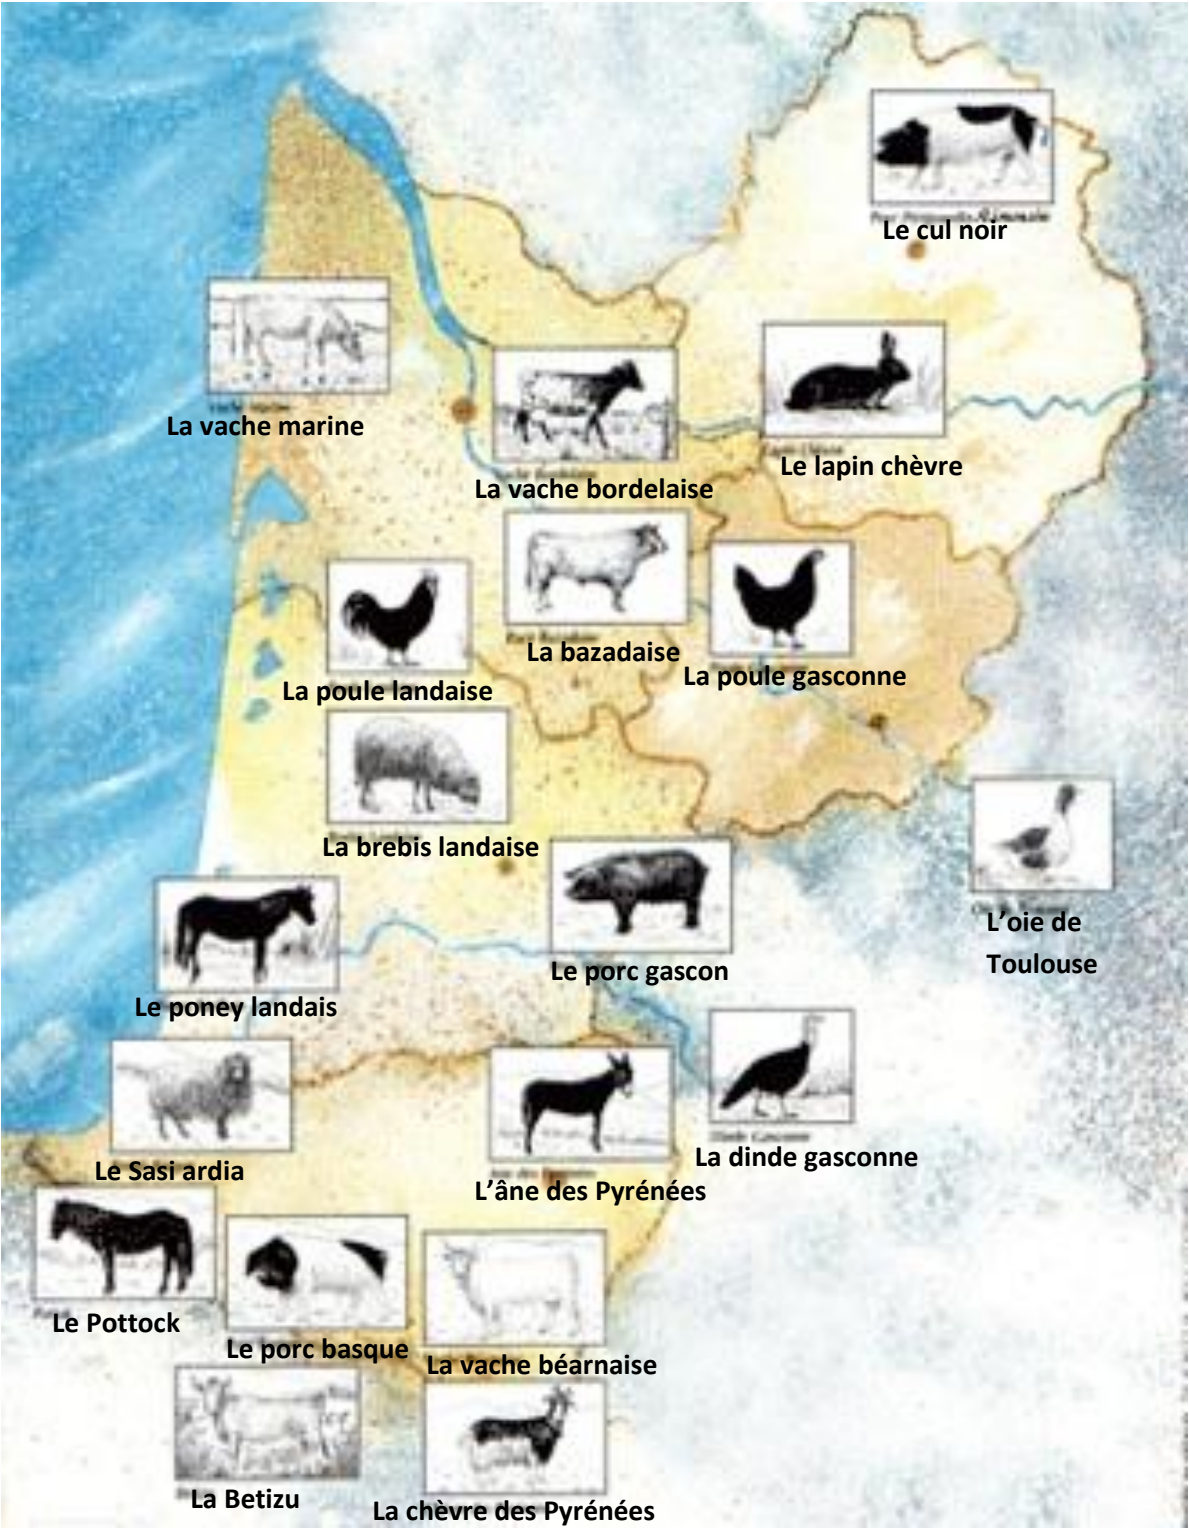 Le cul noir
La vache marine
Le lapin chèvre
La vache bordelaise
La bazadaise
La poule gasconne
La poule landaise
La brebis landaise
L’oie de
Toulouse
Le porc gascon
Le poney landais
La dinde gasconne
Le Sasi ardia
L’âne des Pyrénées
Le Pottock
Le porc basque
La vache béarnaise
La Betizu
La chèvre des Pyrénées